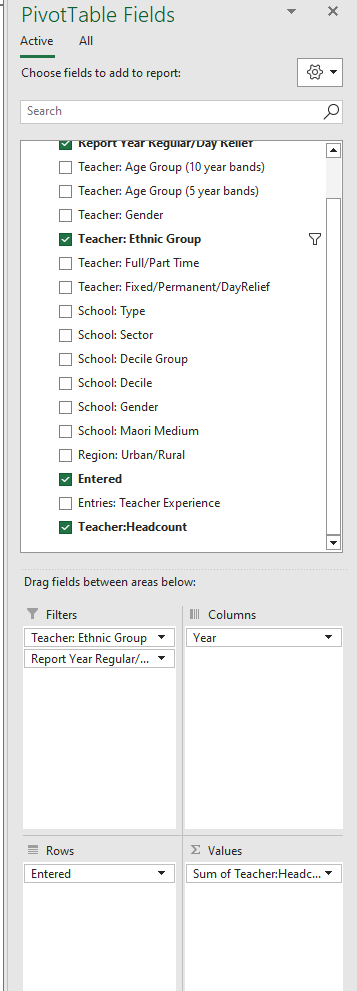 PivotTable Fields
Active All
Choose fields to add to report:
Search
Report Year Regular/Day Relief
Teacher: Age Group (10 year bands)
Teacher: Age Group (5 year bands)
Teacher: Gender
Teacher: Ethnic Group
Teacher: Full/Part Time
Teacher: Fixed/Permanent/DayRelief
School: Type
School: Sector
School: Decile Group
School: Decile
School: Gender
School: Maori Medium
Region: Urban/Rural
Entered
Entries: Teacher Experience
Teacher:Headcount
Drag fields between areas below:
Filters
Teacher: Ethnic Group
Report Year Regular/...
Columns
Year
Rows
Entered
Σ Values
Sum of Teacher:Headc...